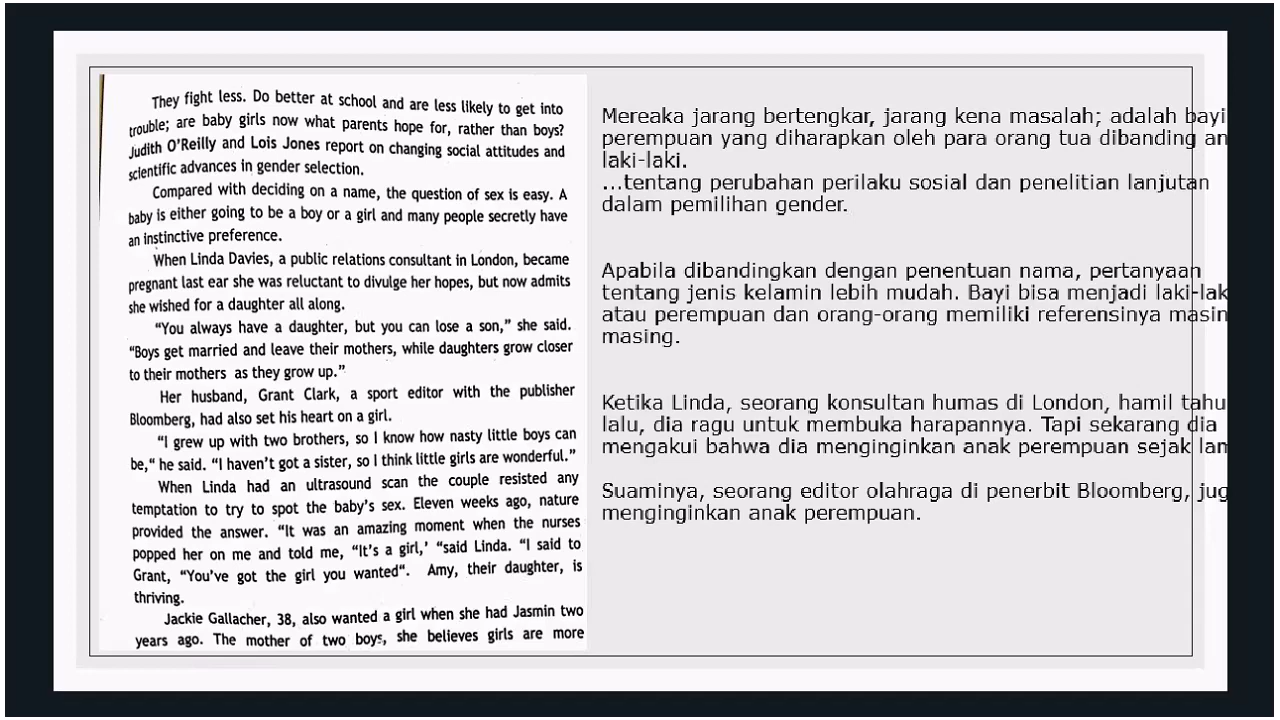 They fight less. Do better at school and are less likely to get into
trouble; are baby girls now what parents hope for, rather than boys?
Judith O'Reilly and Lois Jones report on changing social attitudes and
scientific advances in gender selection.
Compared with deciding on a name, the question of sex is easy. A
baby is either going to be a boy or a girl and many people secretly have
an instinctive preference.
When Linda Davies, a public relations consultant in London, became
pregnant last ear she was reluctant to divulge her hopes, but now admits
she wished for a daughter all along.
"You always have a daughter, but you can lose a son," she said.
"Boys get married and leave their mothers, while daughters grow closer
to their mothers as they grow up."
Her husband, Grant Clark, a sport editor with the publisher
Bloomberg, had also set his heart on a girl.
"I grew up with two brothers, so I know how nasty little boys can
be," he said. "I haven't got a sister, so I think little girls are wonderful."
When Linda had an ultrasound scan the couple resisted any
temptation to try to spot the baby's sex. Eleven weeks ago, nature
provided the answer. "It was an amazing moment when the nurses
popped her on me and told me, "It's a girl,' "said Linda. "I said to
Grant, "You've got the girl you wanted". Amy, their daughter, is
thriving.
Jackie Gallacher, 38, also wanted a girl when she had Jasmin two
years ago. The mother of two boys, she believes girls are more
Mereaka jarang bertengkar, jarang kena masalah; adalah bayi
perempuan yang diharapkan oleh para orang tua dibanding an
laki-laki.
...tentang perubahan perilaku sosial dan penelitian lanjutan
dalam pemilihan gender.
Apabila dibandingkan dengan penentuan nama, pertanyaan
tentang jenis kelamin lebih mudah. Bayi bisa menjadi laki-lak
atau perempuan dan orang-orang memiliki referensinya masin
masing.
Ketika Linda, seorang konsultan humas di London, hamil tahu
lalu, dia ragu untuk membuka harapannya. Tapi sekarang dia
mengakui bahwa dia menginginkan anak perempuan sejak lam
Suaminya, seorang editor olahraga di penerbit Bloomberg, jug
menginginkan anak perempuan.